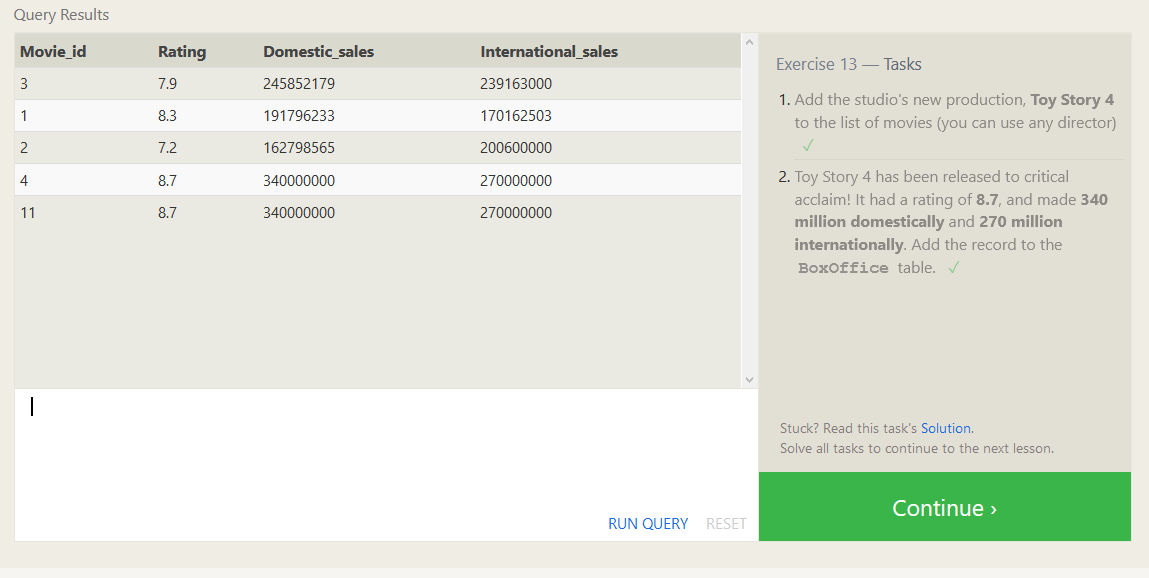 Query Results
Movie_id Rating Domestic_sales International_sales
3 7.9 245852179 239163000
1 8.3 191796233 170162503
2 7.2 162798565 200600000
4 8.7 340000000 270000000
11 8.7 340000000 270000000
RUN QUERY RESET
Exercise 13 — Tasks
1. Add the studio's new production, Toy Story 4
to the list of movies (you can use any director)
✓
2. Toy Story 4 has been released to critical
acclaim! It had a rating of 8.7, and made 340
million domestically and 270 million
internationally. Add the record to the
BoxOffice table. ✓
Stuck? Read this task's Solution.
Solve all tasks to continue to the next lesson.
Continue ›